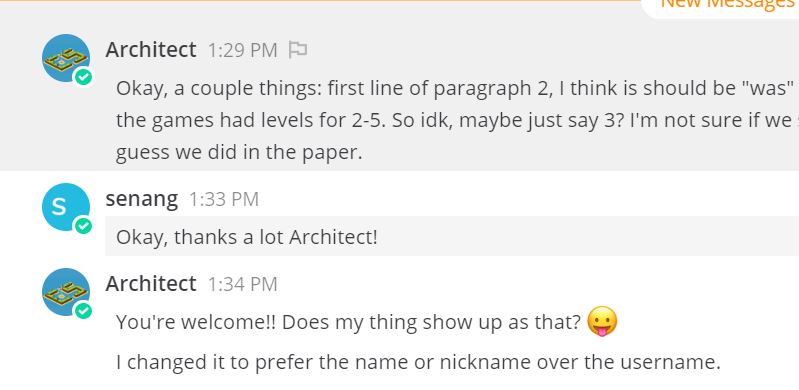 New Messages
Architect 1:29 PM
Okay, a couple things: first line of paragraph 2, I think is should be "was"
the games had levels for 2-5. So idk, maybe just say 3? I'm not sure if we
guess we did in the paper.
S
senang 1:33 PM
Okay, thanks a lot Architect!
Architect 1:34 PM
You're welcome!! Does my thing show up as that? 😛
I changed it to prefer the name or nickname over the username.